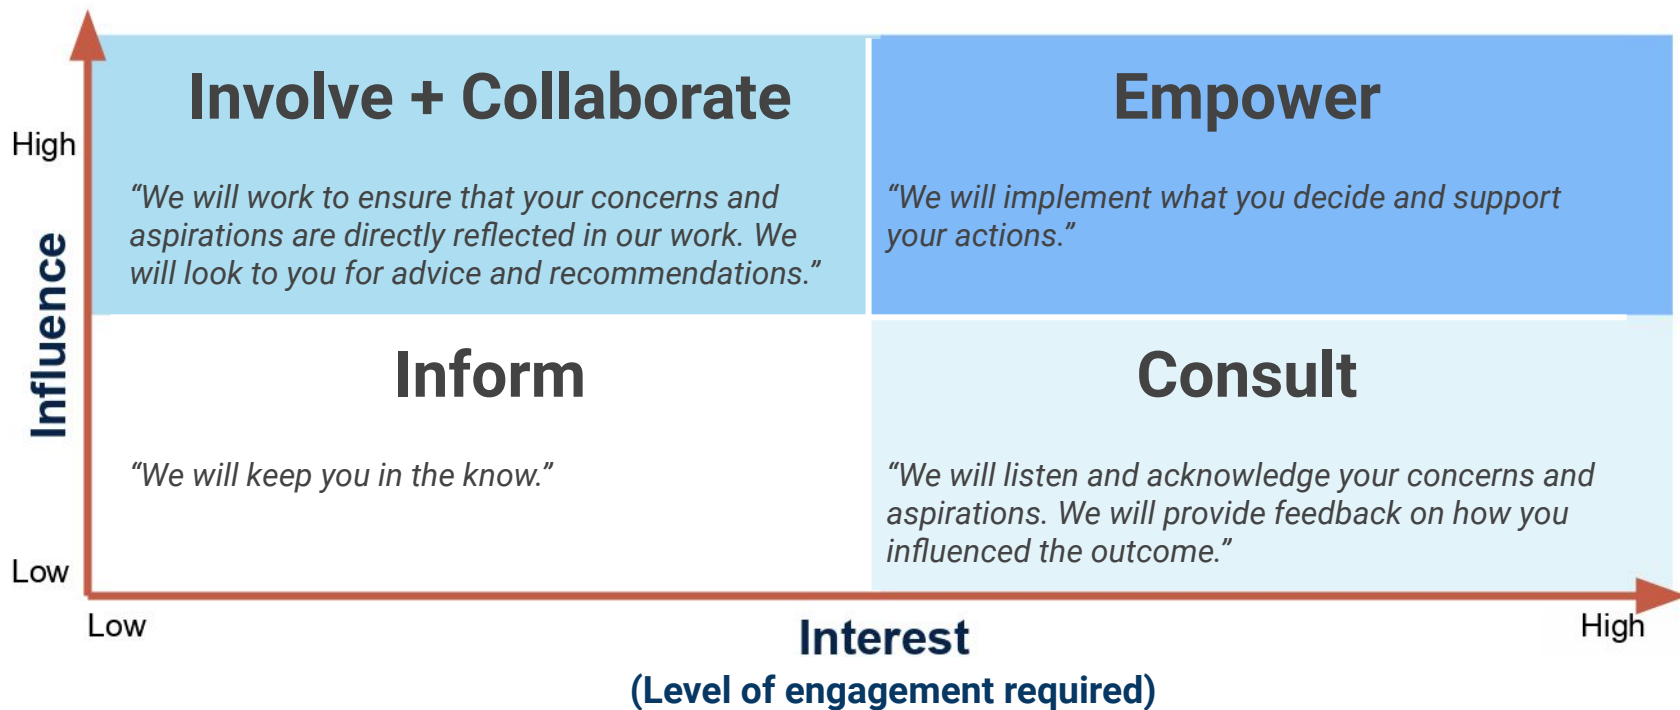 Involve + Collaborate
Empower
High
“We will work to ensure that your concerns and
aspirations are directly reflected in our work. We
will look to you for advice and recommendations.”
“We will implement what you decide and support
your actions.”
Influence
Inform
Consult
“We will keep you in the know.”
“We will listen and acknowledge your concerns and
aspirations. We will provide feedback on how you
influenced the outcome.”
Low
Low
Interest
High
(Level of engagement required)